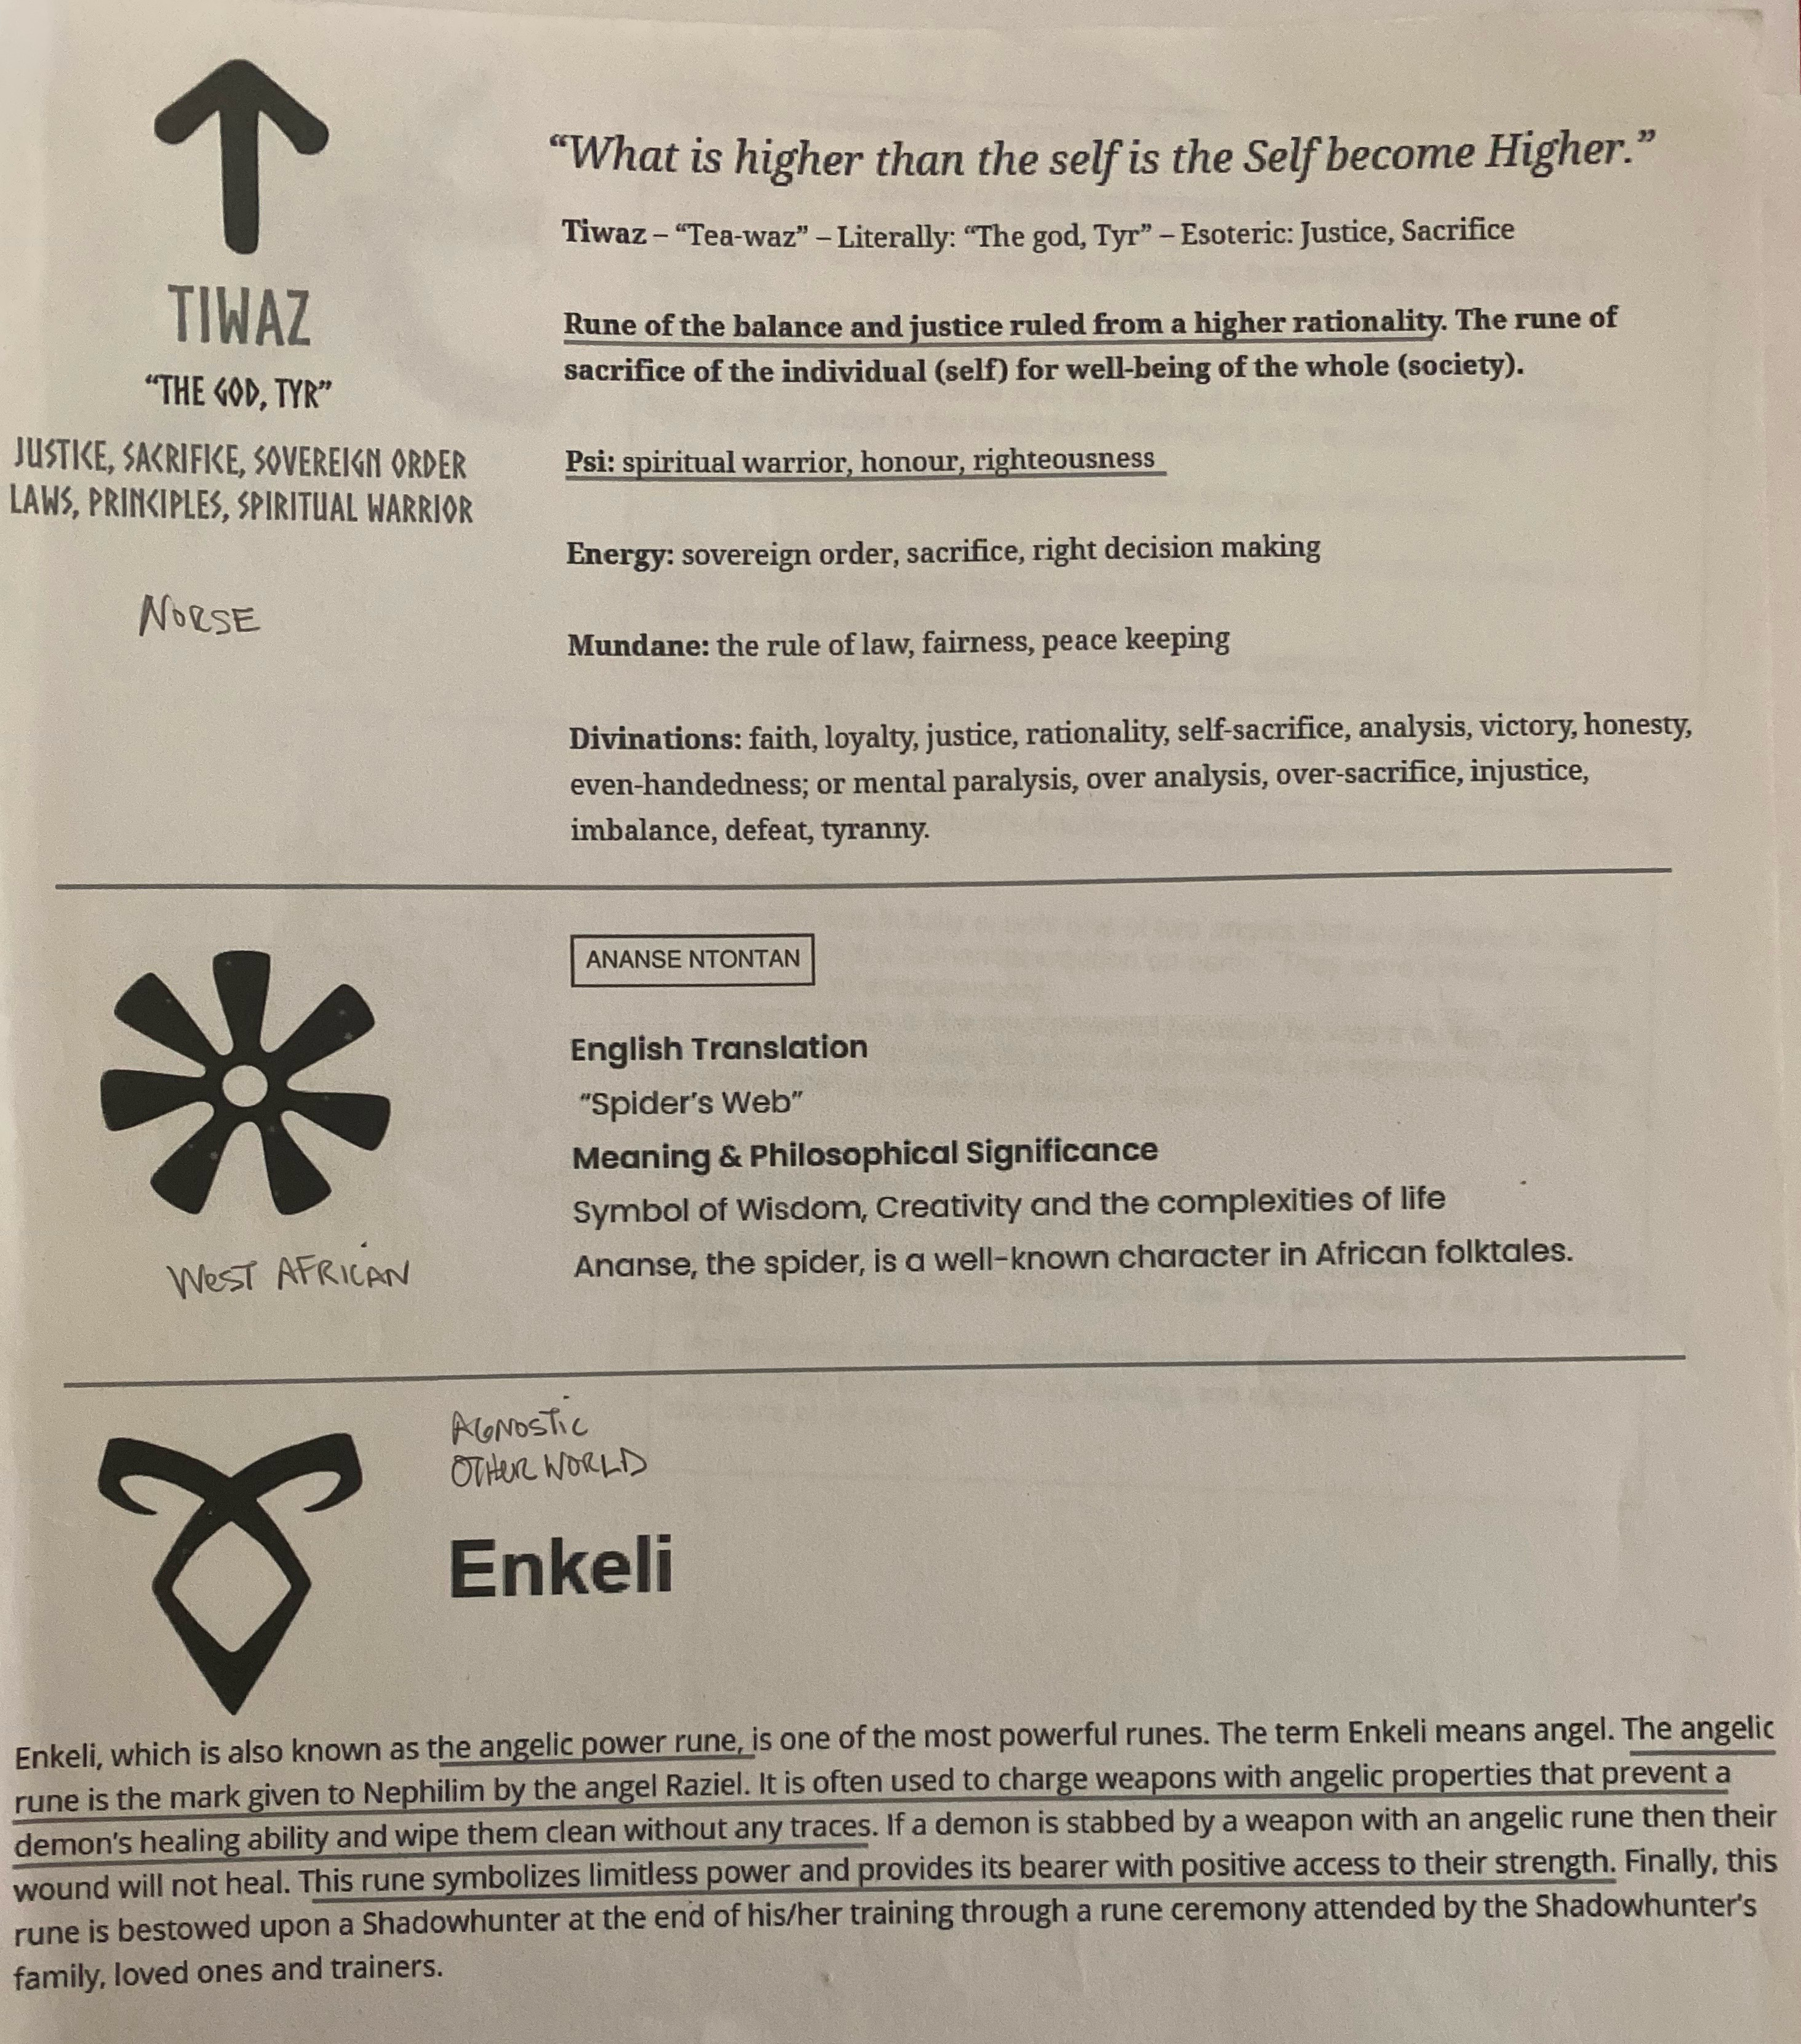 “What is higher than the self is the Self become Higher.”
Tiwaz – “Tea-waz” – Literally: “The god, Tyr” – Esoteric: Justice, Sacrifice
TIWAZ
“THE GOD, TYR”
JUSTICE, SACRIFICE, SOVEREIGN ORDER
LAWS, PRINCIPLES, SPIRITUAL WARRIOR
NORSE
Rune of the balance and justice ruled from a higher rationality. The rune of
sacrifice of the individual (self) for well-being of the whole (society).
Psi: spiritual warrior, honour, righteousness
Energy: sovereign order, sacrifice, right decision making
Mundane: the rule of law, fairness, peace keeping
Divinations: faith, loyalty, justice, rationality, self-sacrifice, analysis, victory, honesty,
even-handedness; or mental paralysis, over analysis, over-sacrifice, injustice,
imbalance, defeat, tyranny.
ANANSE NTONTAN
English Translation
“Spider’s Web”
Meaning & Philosophical Significance
Symbol of Wisdom, Creativity and the complexities of life
Ananse, the spider, is a well-known character in African folktales.
WEST AFRICAN
AGNOSTIC
OTHER WORLD
Enkeli
Enkeli, which is also known as the angelic power rune, is one of the most powerful runes. The term Enkeli means angel. The angelic
rune is the mark given to Nephilim by the angel Raziel. It is often used to charge weapons with angelic properties that prevent a
demon's healing ability and wipe them clean without any traces. If a demon is stabbed by a weapon with an angelic rune then their
wound will not heal. This rune symbolizes limitless power and provides its bearer with positive access to their strength. Finally, this
rune is bestowed upon a Shadowhunter at the end of his/her training through a rune ceremony attended by the Shadowhunter's
family, loved ones and trainers.